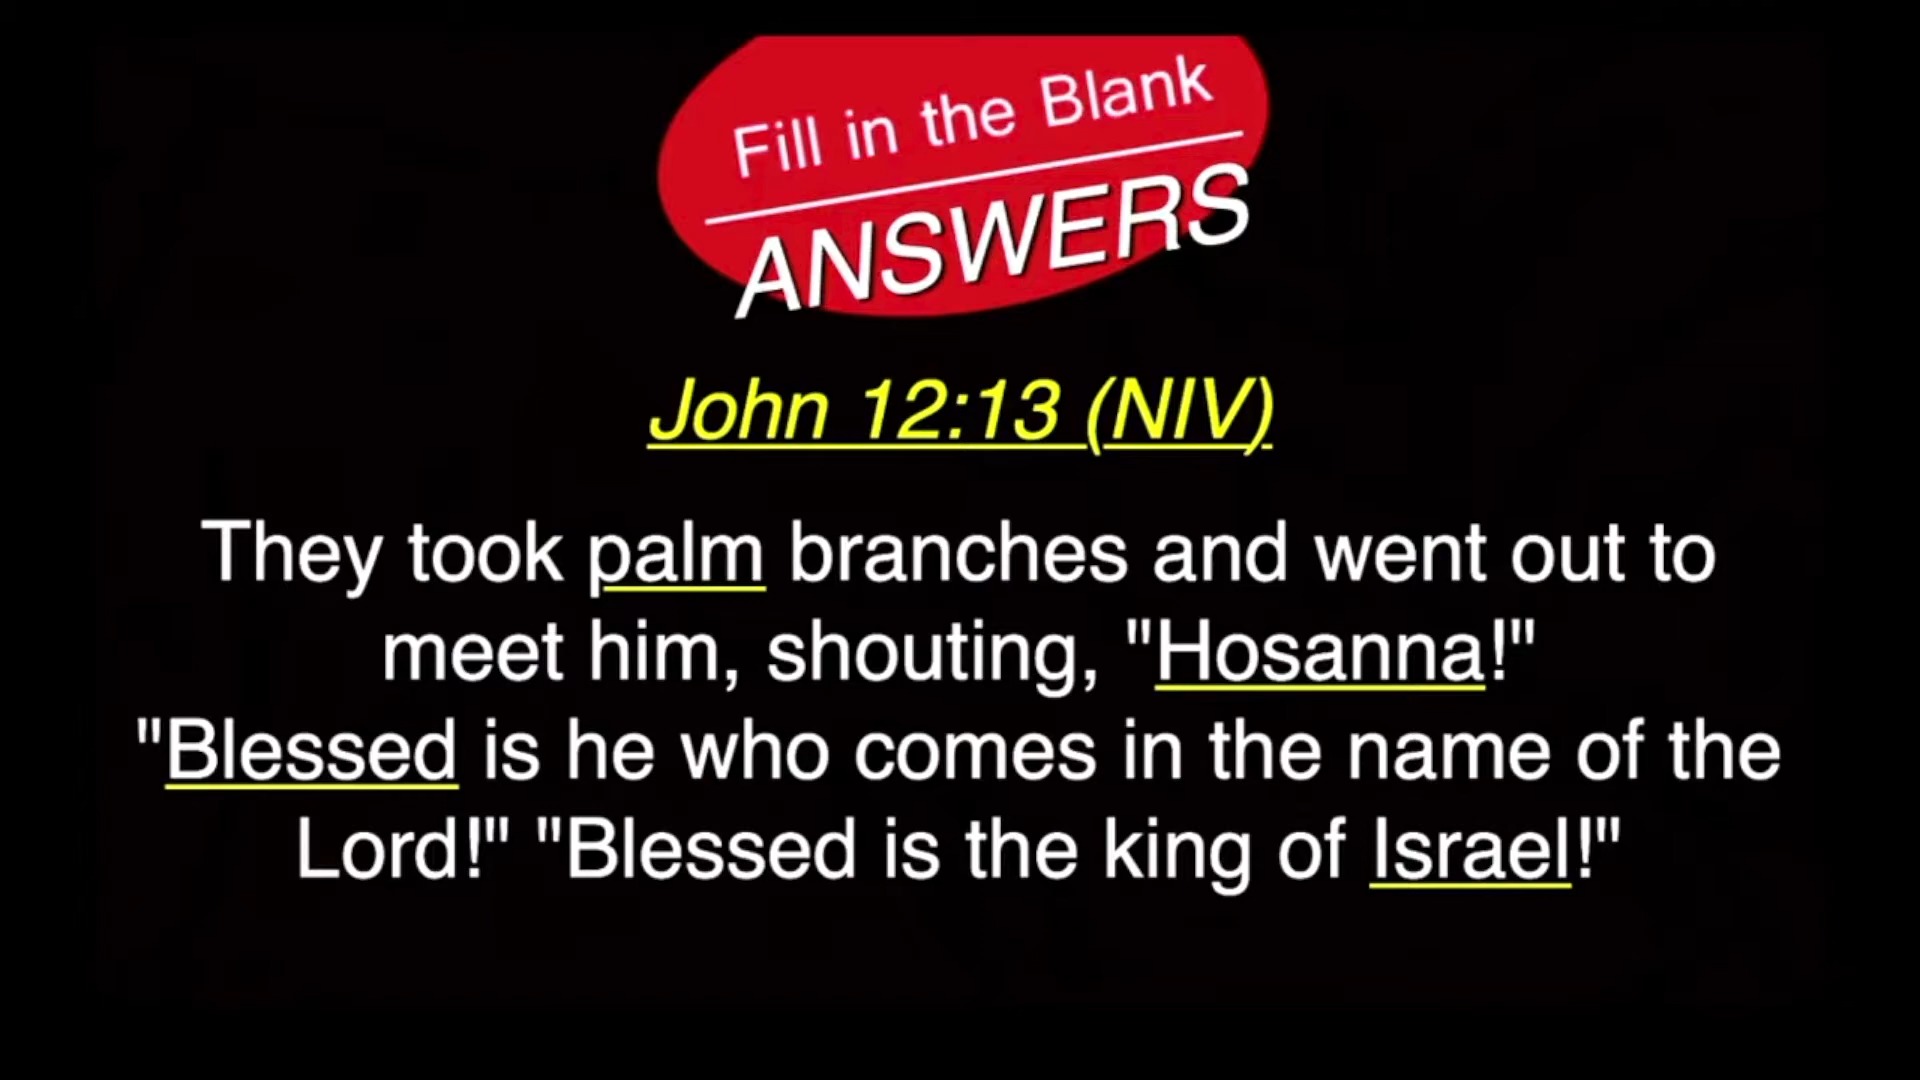 Fill in the Blank
ANSWERS
John 12:13 (NIV)
They took palm branches and went out to
meet him, shouting, "Hosanna!"
"Blessed is he who comes in the name of the
Lord!" "Blessed is the king of Israel!"